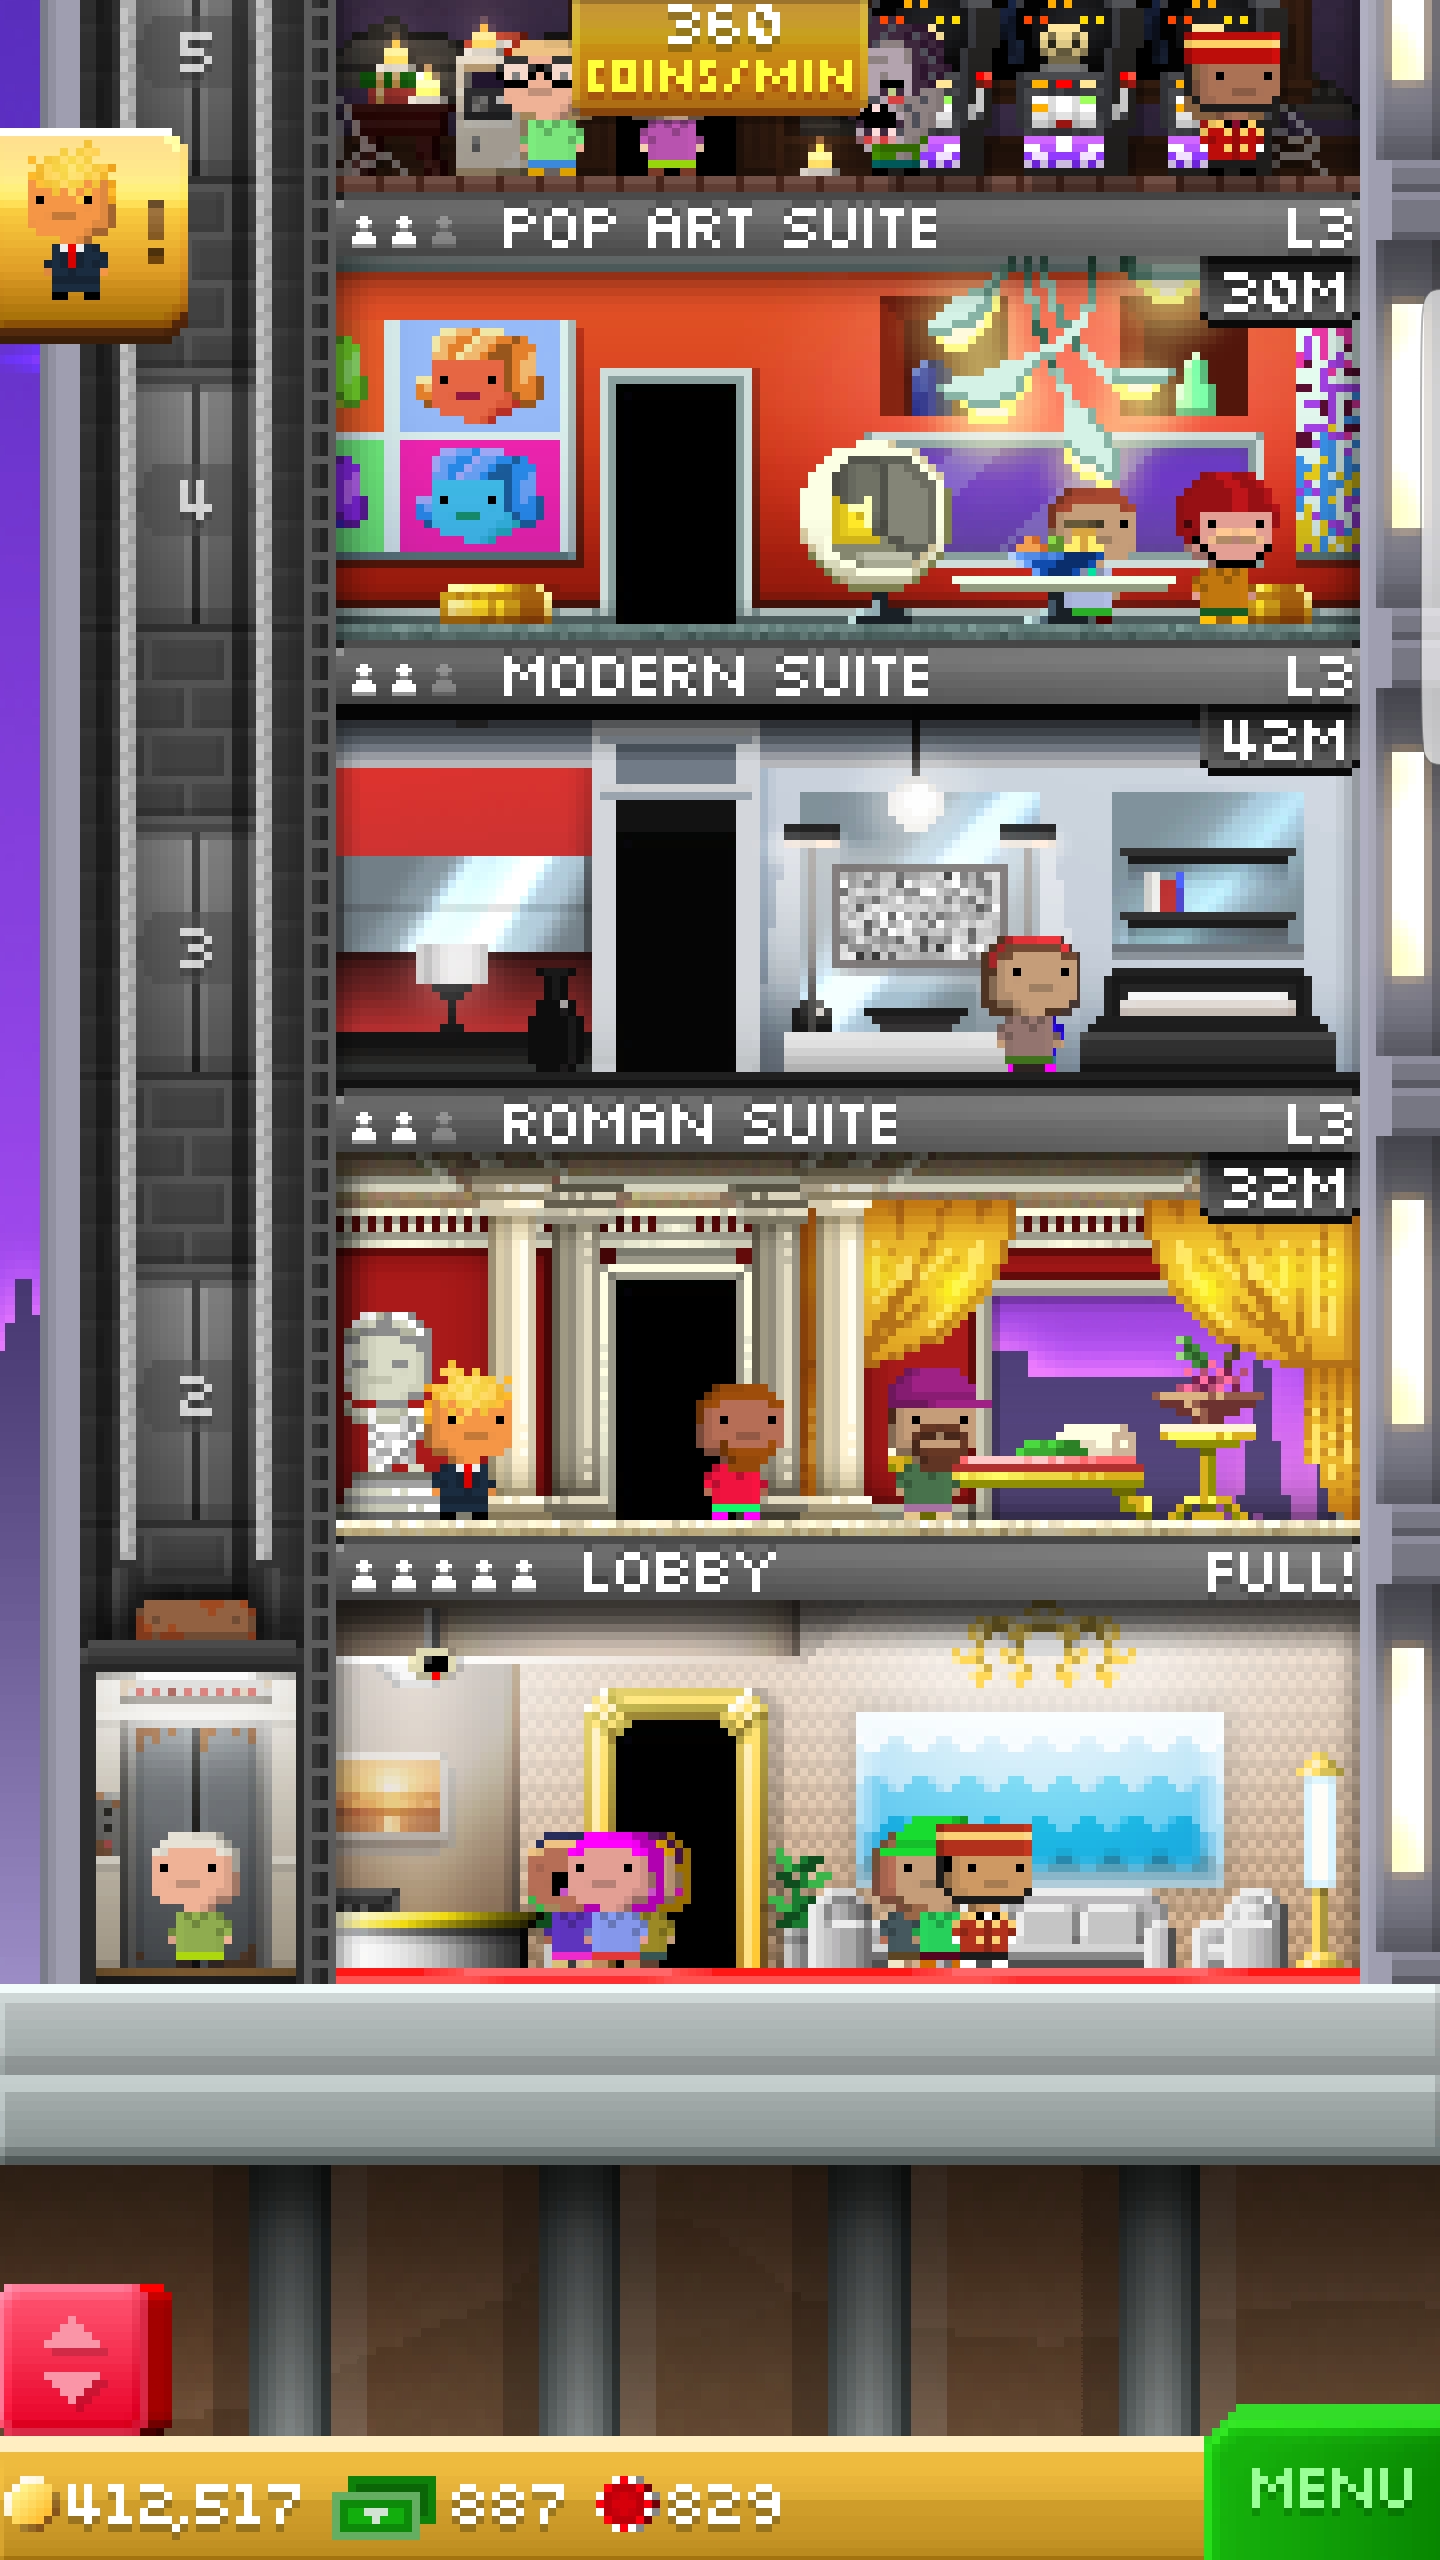 360
COINS/MIN
5
!
POP ART SUITE L3
30M
4
MODERN SUITE L3
42M
3
ROMAN SUITE L3
32M
2
LOBBY FULL!
412,517 887 829
MENU